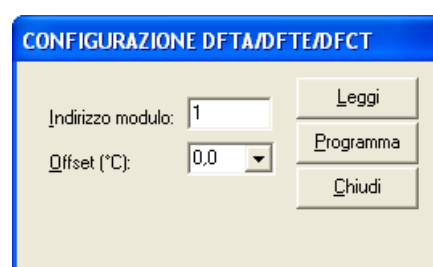 CONFIGURAZIONE DFTA/DFTE/DFCT
Indirizzo modulo: 1
Offset (°C): 0,0
Leggi
Programma
Chiudi